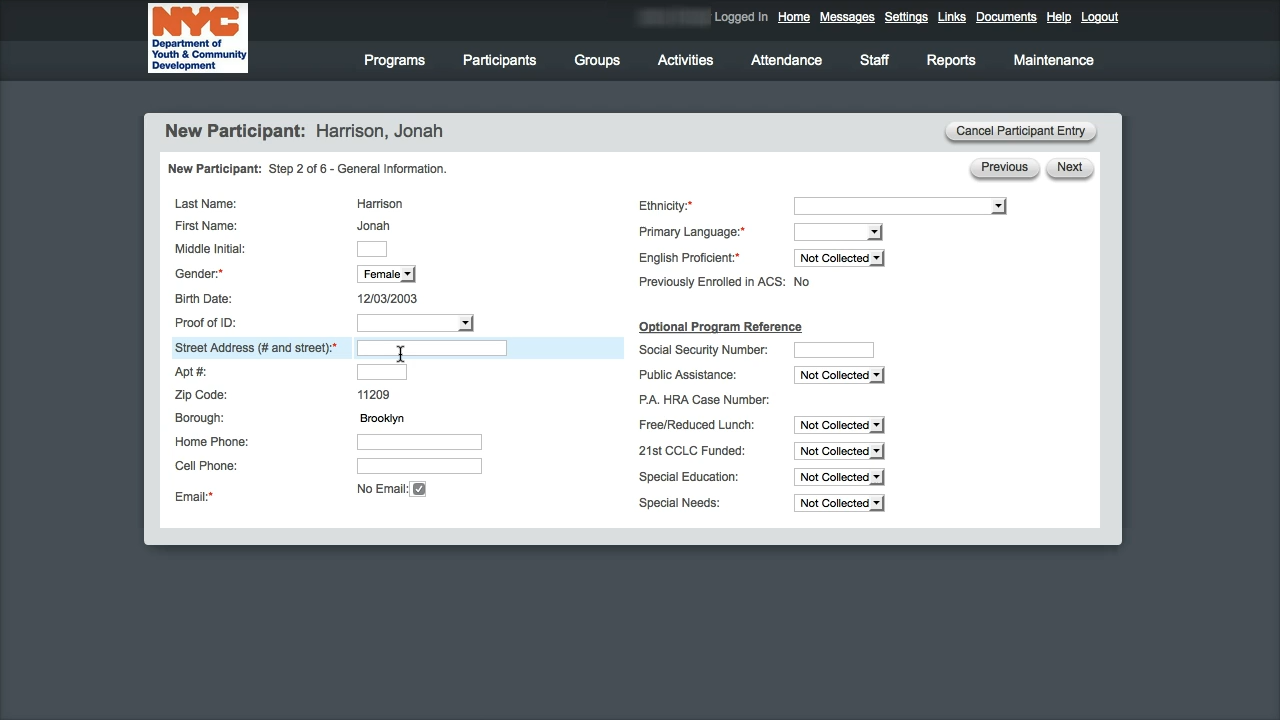 NYC
Department of
Youth & Community
Development
Logged In Home Messages Settings Links Documents Help Logout
Programs Participants Groups Activities Attendance Staff Reports Maintenance
New Participant: Harrison, Jonah
Cancel Participant Entry
New Participant: Step 2 of 6 - General Information.
Previous Next
Last Name: Harrison
First Name: Jonah
Middle Initial:
Gender:* Female
Birth Date: 12/03/2003
Proof of ID:
Street Address (# and street):*
Apt #:
Zip Code: 11209
Borough: Brooklyn
Home Phone:
Cell Phone:
Email:* No Email:
Ethnicity:*
Primary Language:*
English Proficient:* Not Collected
Previously Enrolled in ACS: No
Optional Program Reference
Social Security Number:
Public Assistance: Not Collected
P.A. HRA Case Number:
Free/Reduced Lunch: Not Collected
21st CCLC Funded: Not Collected
Special Education: Not Collected
Special Needs: Not Collected